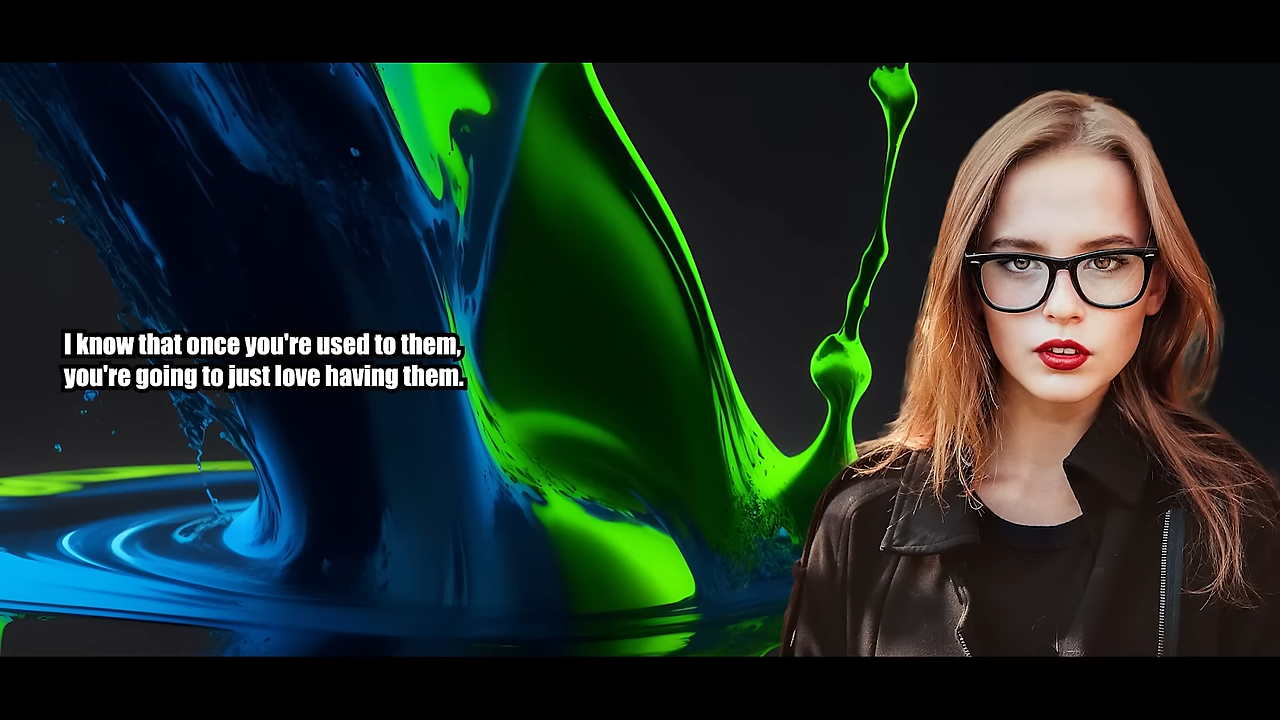 I know that once you're used to them,
you're going to just love having them.